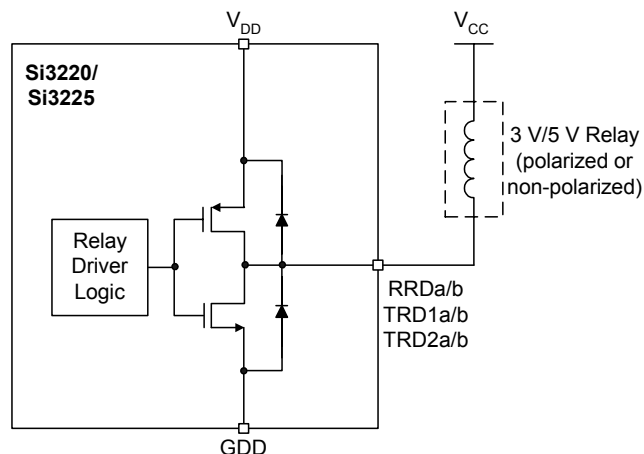 V_DD
V_CC
Si3220/
Si3225
3 V/5 V Relay
(polarized or
non-polarized)
Relay
Driver
Logic
RRDa/b
TRD1a/b
TRD2a/b
GDD